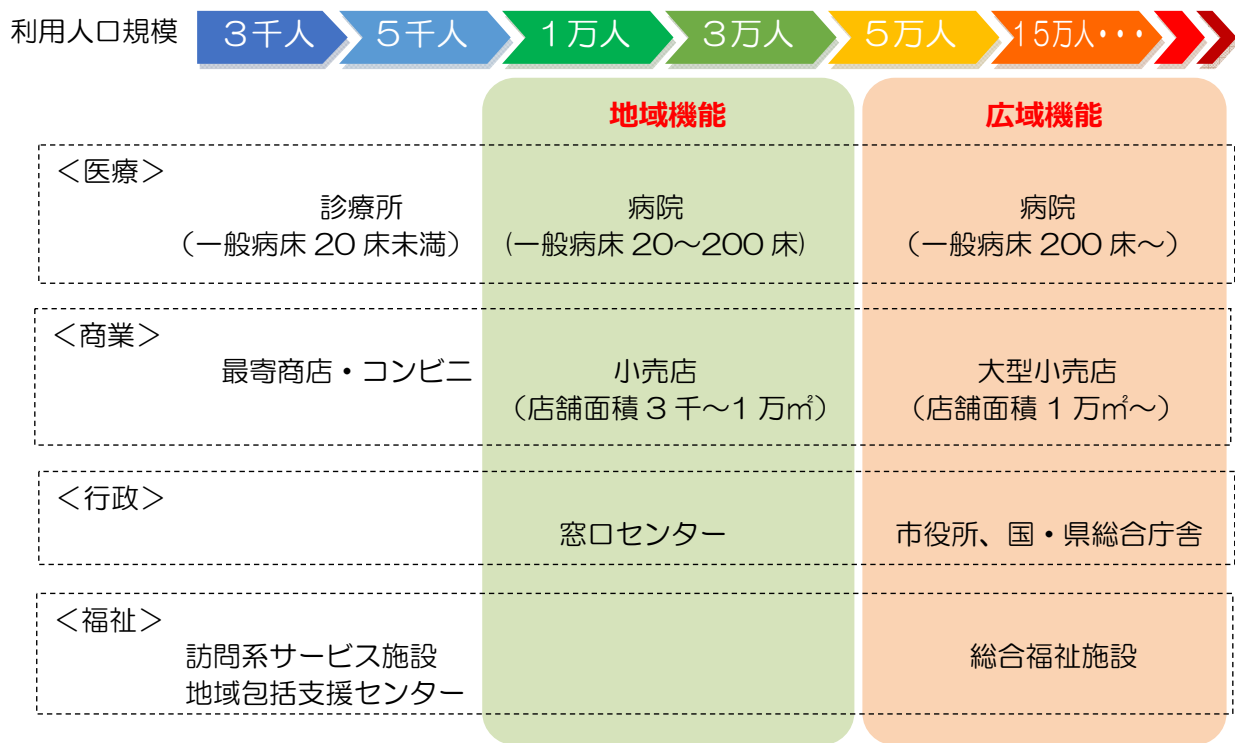 利用人口規模 3千人 5千人 1万人 3万人 5万人 15万人・・・
地域機能 広域機能
＜医療＞
診療所 病院 病院
（一般病床 20 床未満） (一般病床 20～200 床) （一般病床 200 床～）
＜商業＞
最寄商店・コンビニ 小売店 大型小売店
（店舗面積 3 千～1 万㎡） （店舗面積 1 万㎡～）
＜行政＞
窓口センター 市役所、国・県総合庁舎
＜福祉＞
訪問系サービス施設 総合福祉施設
地域包括支援センター